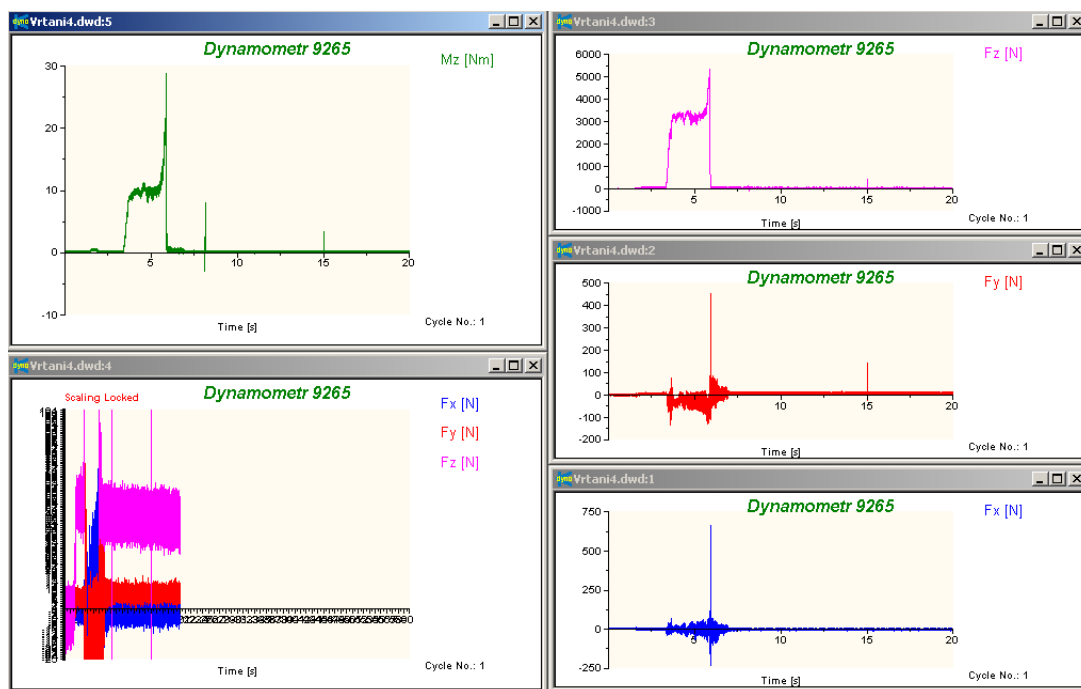 Vrtani4.dwd:5
Dynamometr 9265
Mz [Nm]
30
20
10
0
-10
5
10
15
20
Time [s]
Cycle No.: 1
Vrtani4.dwd:3
Dynamometr 9265
Fz [N]
6000
5000
4000
3000
2000
1000
0
-1000
5
10
15
20
Time [s]
Cycle No.: 1
Vrtani4.dwd:2
Dynamometr 9265
Fy [N]
500
400
300
200
100
0
-100
-200
5
10
15
20
Time [s]
Cycle No.: 1
Vrtani4.dwd:4
Scaling Locked
Dynamometr 9265
Fx [N]
Fy [N]
Fz [N]
Time [s]
Cycle No.: 1
Vrtani4.dwd:1
Dynamometr 9265
Fx [N]
750
500
250
0
-250
5
10
15
20
Time [s]
Cycle No.: 1